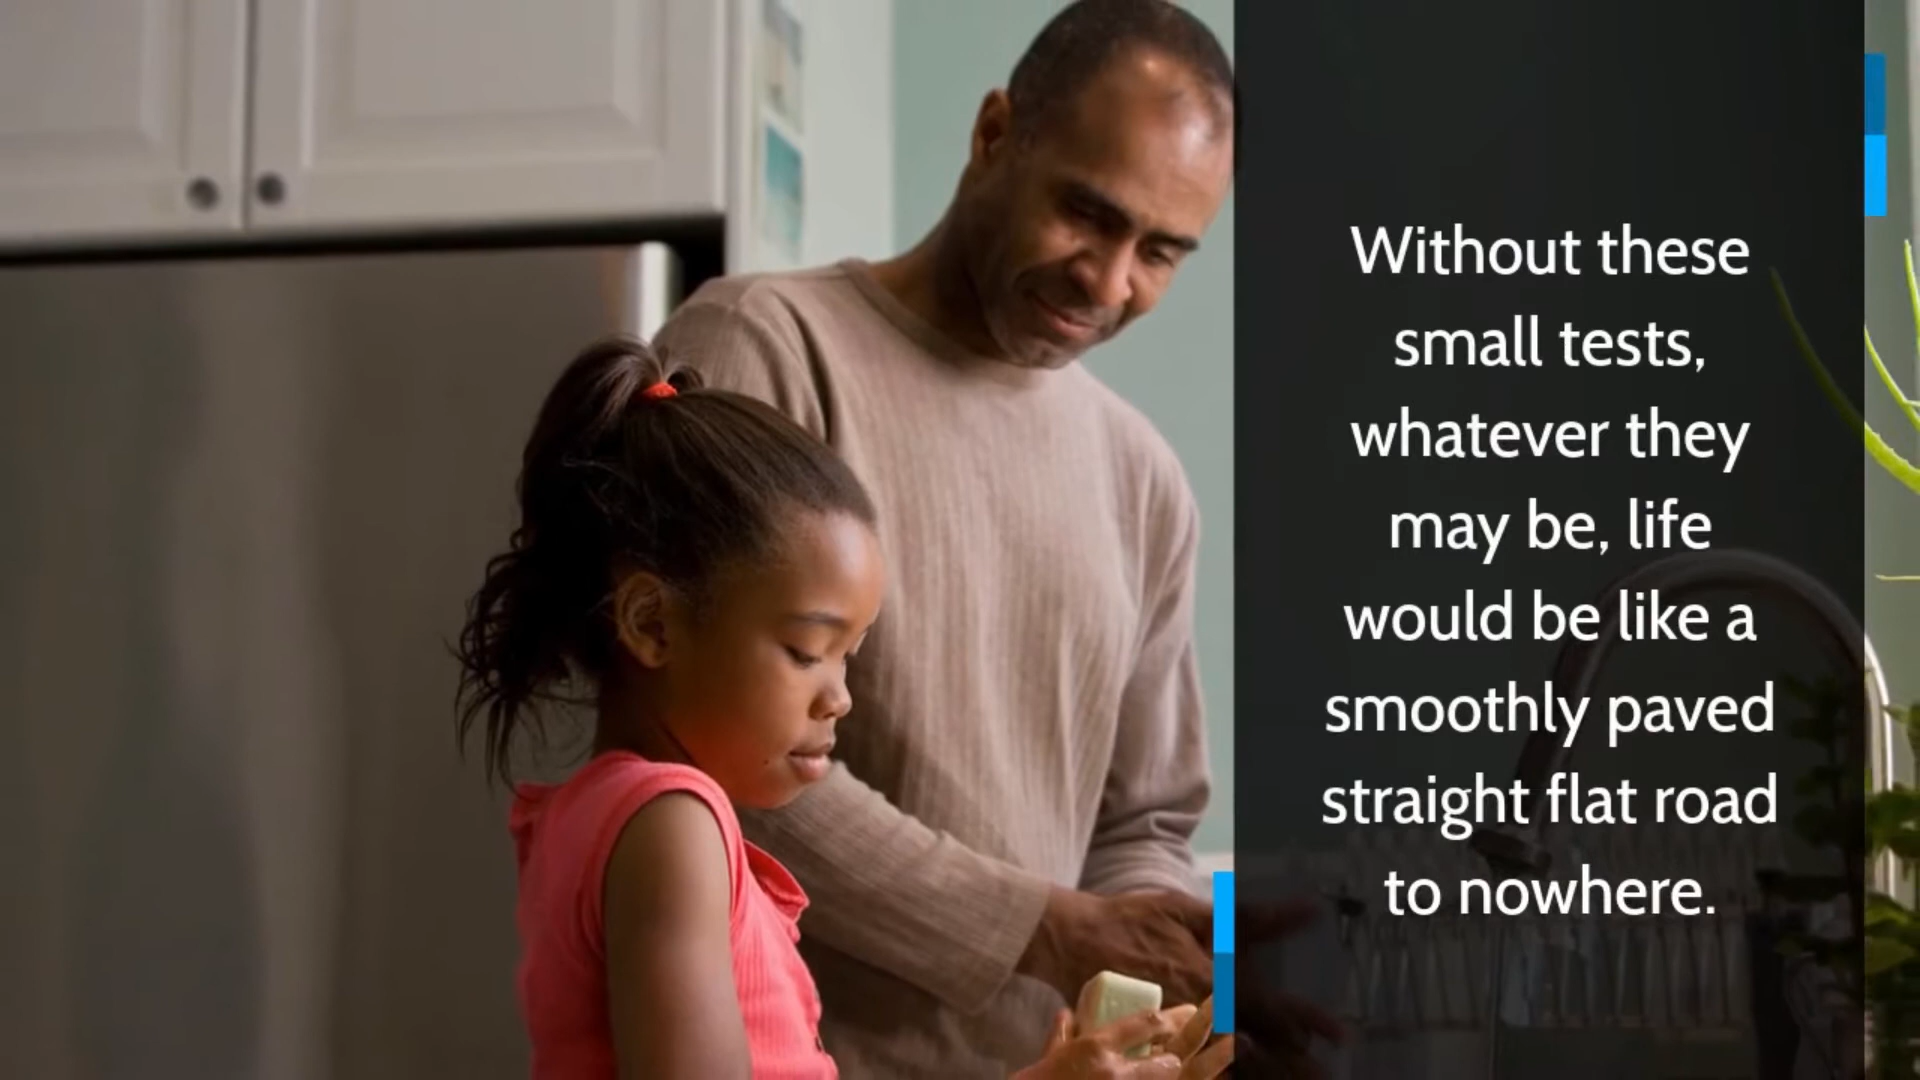 Without these
small tests,
whatever they
may be, life
would be like a
smoothly paved
straight flat road
to nowhere.